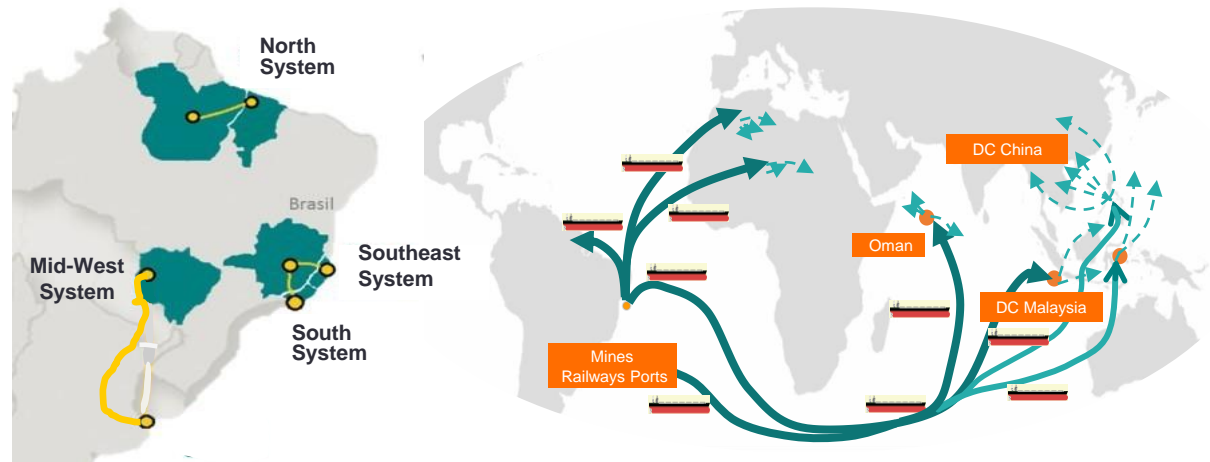 North
System
Brasil
Mid-West
System
Southeast
System
South
System
DC China
Oman
DC Malaysia
Mines
Railways Ports